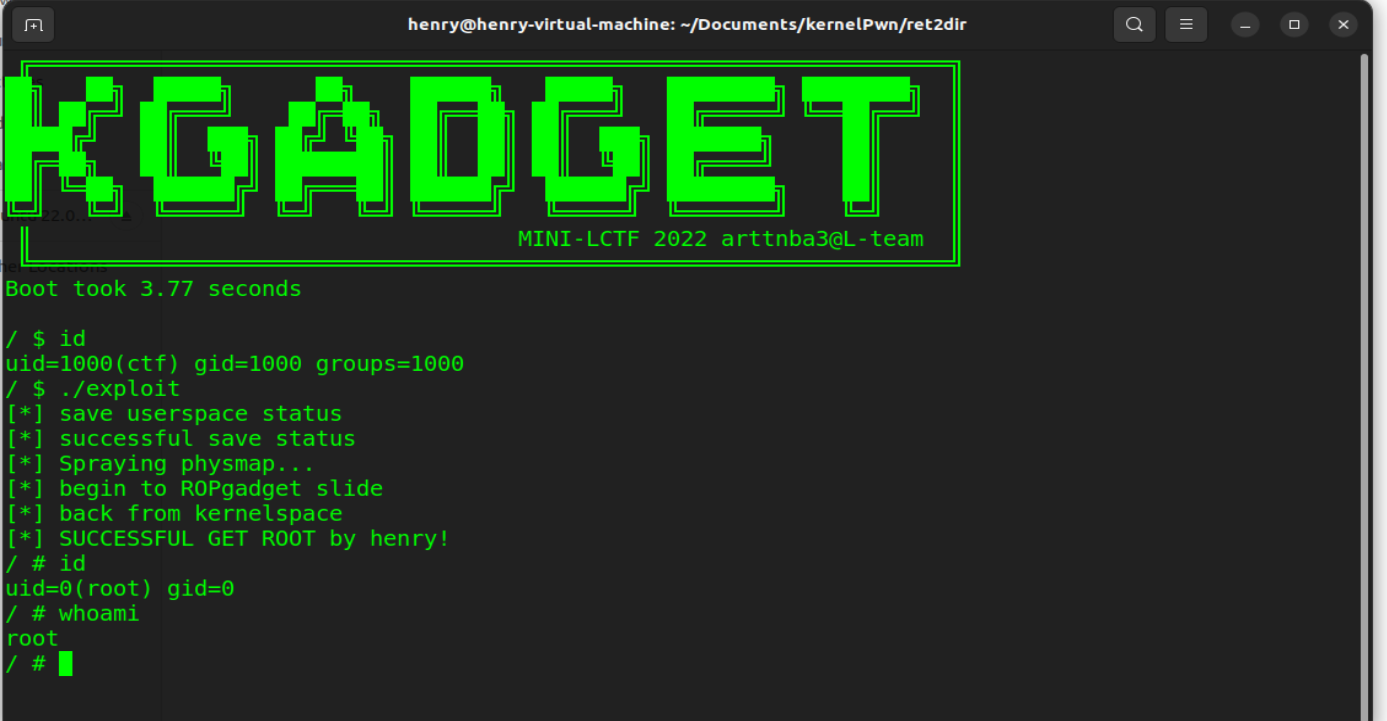 henry@henry-virtual-machine: ~/Documents/kernelPwn/ret2dir
KGADGET
MINI-LCTF 2022 arttnba3@L-team
Boot took 3.77 seconds
/ $ id
uid=1000(ctf) gid=1000 groups=1000
/ $ ./exploit
[*] save userspace status
[*] successful save status
[*] Spraying physmap...
[*] begin to ROPgadget slide
[*] back from kernelspace
[*] SUCCESSFUL GET ROOT by henry!
/ # id
uid=0(root) gid=0
/ # whoami
root
/ #